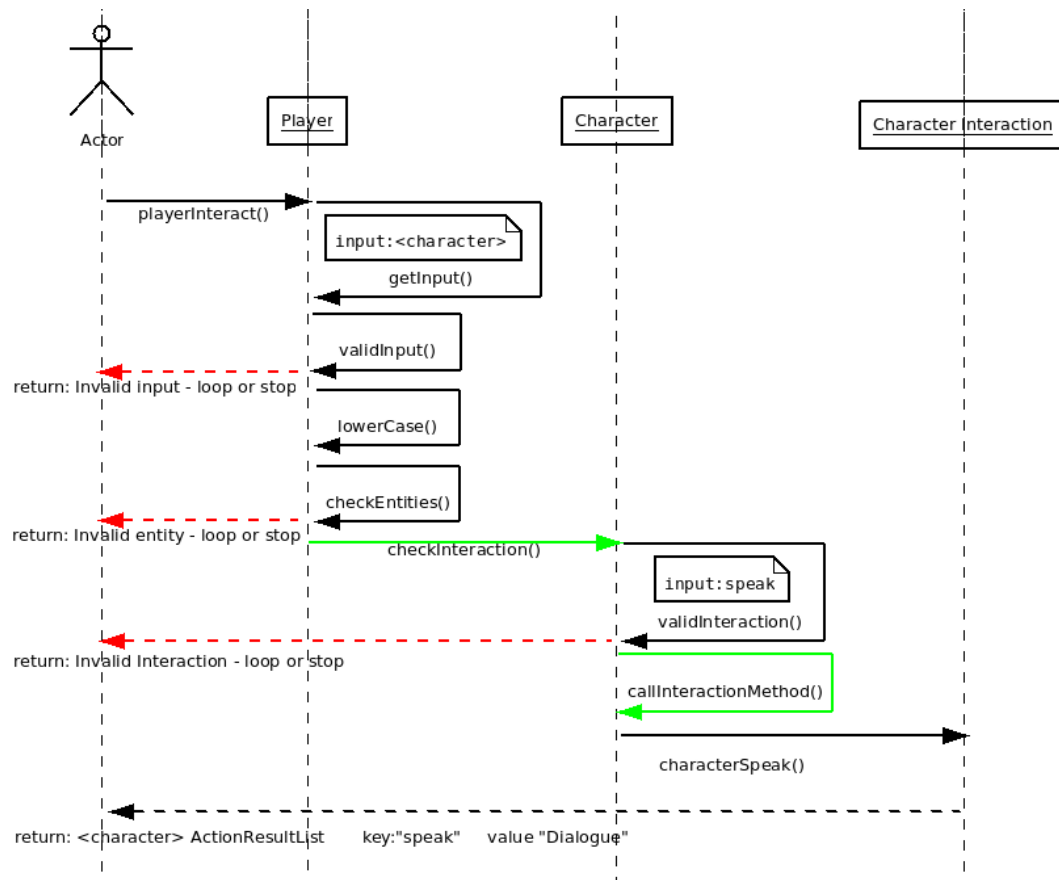 Actor
Player
Character
Character Interaction
playerInteract()
input:<character>
getInput()
validInput()
return: Invalid input - loop or stop
lowerCase()
checkEntities()
return: Invalid entity - loop or stop
checkInteraction()
input:speak
validInteraction()
return: Invalid Interaction - loop or stop
callInteractionMethod()
characterSpeak()
return: <character> ActionResultList key:"speak" value "Dialogue"